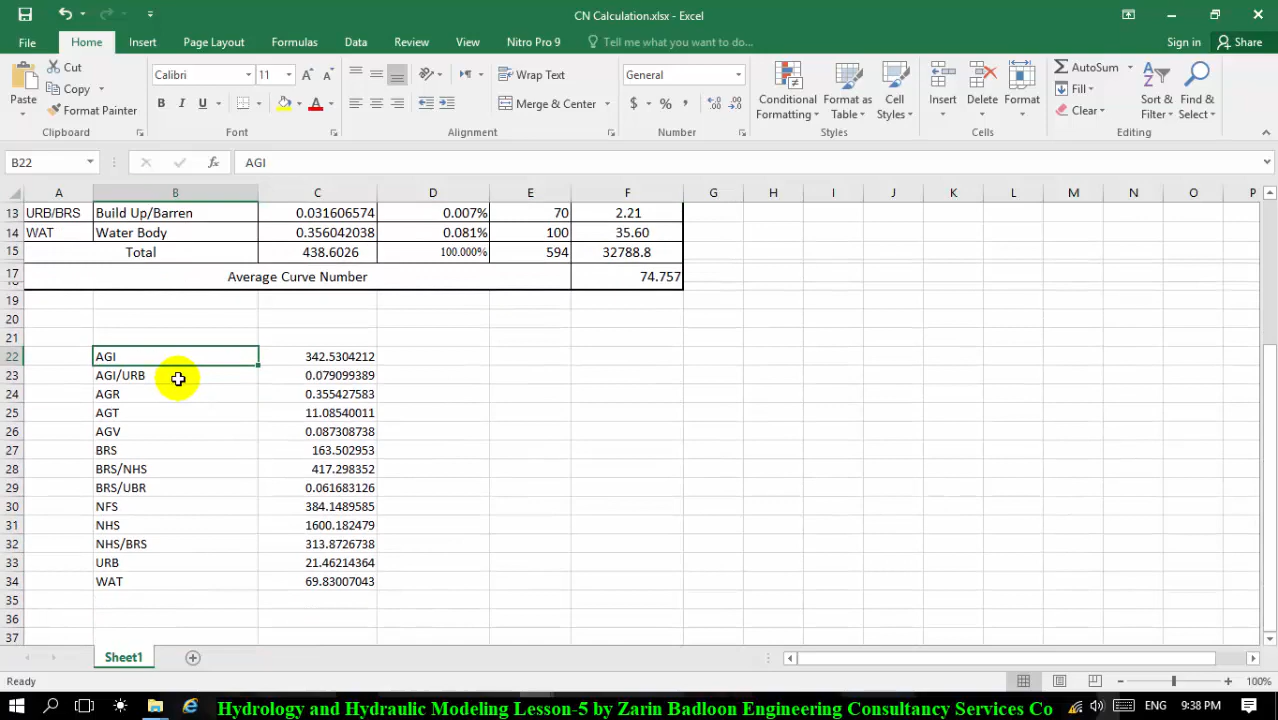 CN Calculation.xlsx - Excel
File Home Insert Page Layout Formulas Data Review View Nitro Pro 9 Tell me what you want to do... Sign in Share
Paste Cut Copy Format Painter Clipboard
Calibri 11 B I U A Font
Wrap Text Merge & Center Alignment
General $ % , Number
Conditional Formatting Format as Table Cell Styles Styles
Insert Delete Format Cells
AutoSum Fill Clear Sort & Filter Find & Select Editing
B22 fx AGI
A B C D E F G H I J K L M N O P
13 URB/BRS Build Up/Barren 0.031606574 0.007% 70 2.21
14 WAT Water Body 0.356042038 0.081% 100 35.60
15 Total 438.6026 100.000% 594 32788.8
17 Average Curve Number 74.757
19
20
21
22 AGI 342.5304212
23 AGI/URB 0.079099389
24 AGR 0.355427583
25 AGT 11.08540011
26 AGV 0.087308738
27 BRS 163.502953
28 BRS/NHS 417.298352
29 BRS/UBR 0.061683126
30 NFS 384.1489585
31 NHS 1600.182479
32 NHS/BRS 313.8726738
33 URB 21.46214364
34 WAT 69.83007043
35
36
37
Sheet1
Ready 100%
Hydrology and Hydraulic Modeling Lesson-5 by Zarin Badloon Engineering Consultancy Services Co
ENG 9:38 PM